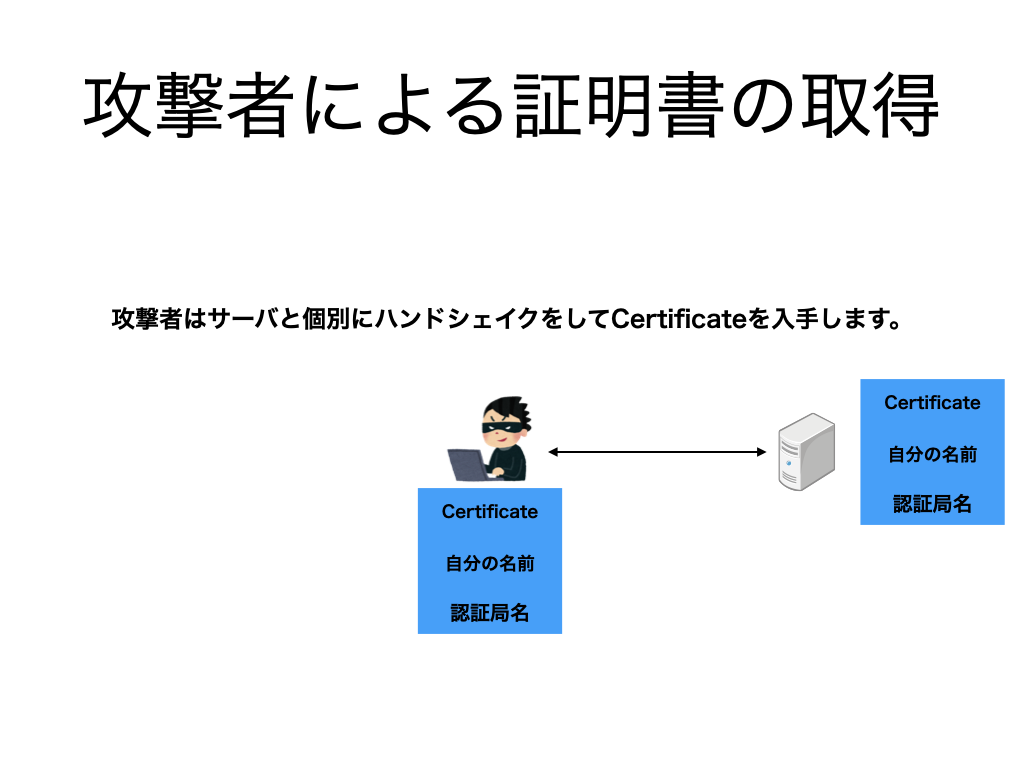 攻撃者による証明書の取得
攻撃者はサーバと個別にハンドシェイクをしてCertificateを入手します。
Certificate
自分の名前
認証局名
Certificate
自分の名前
認証局名